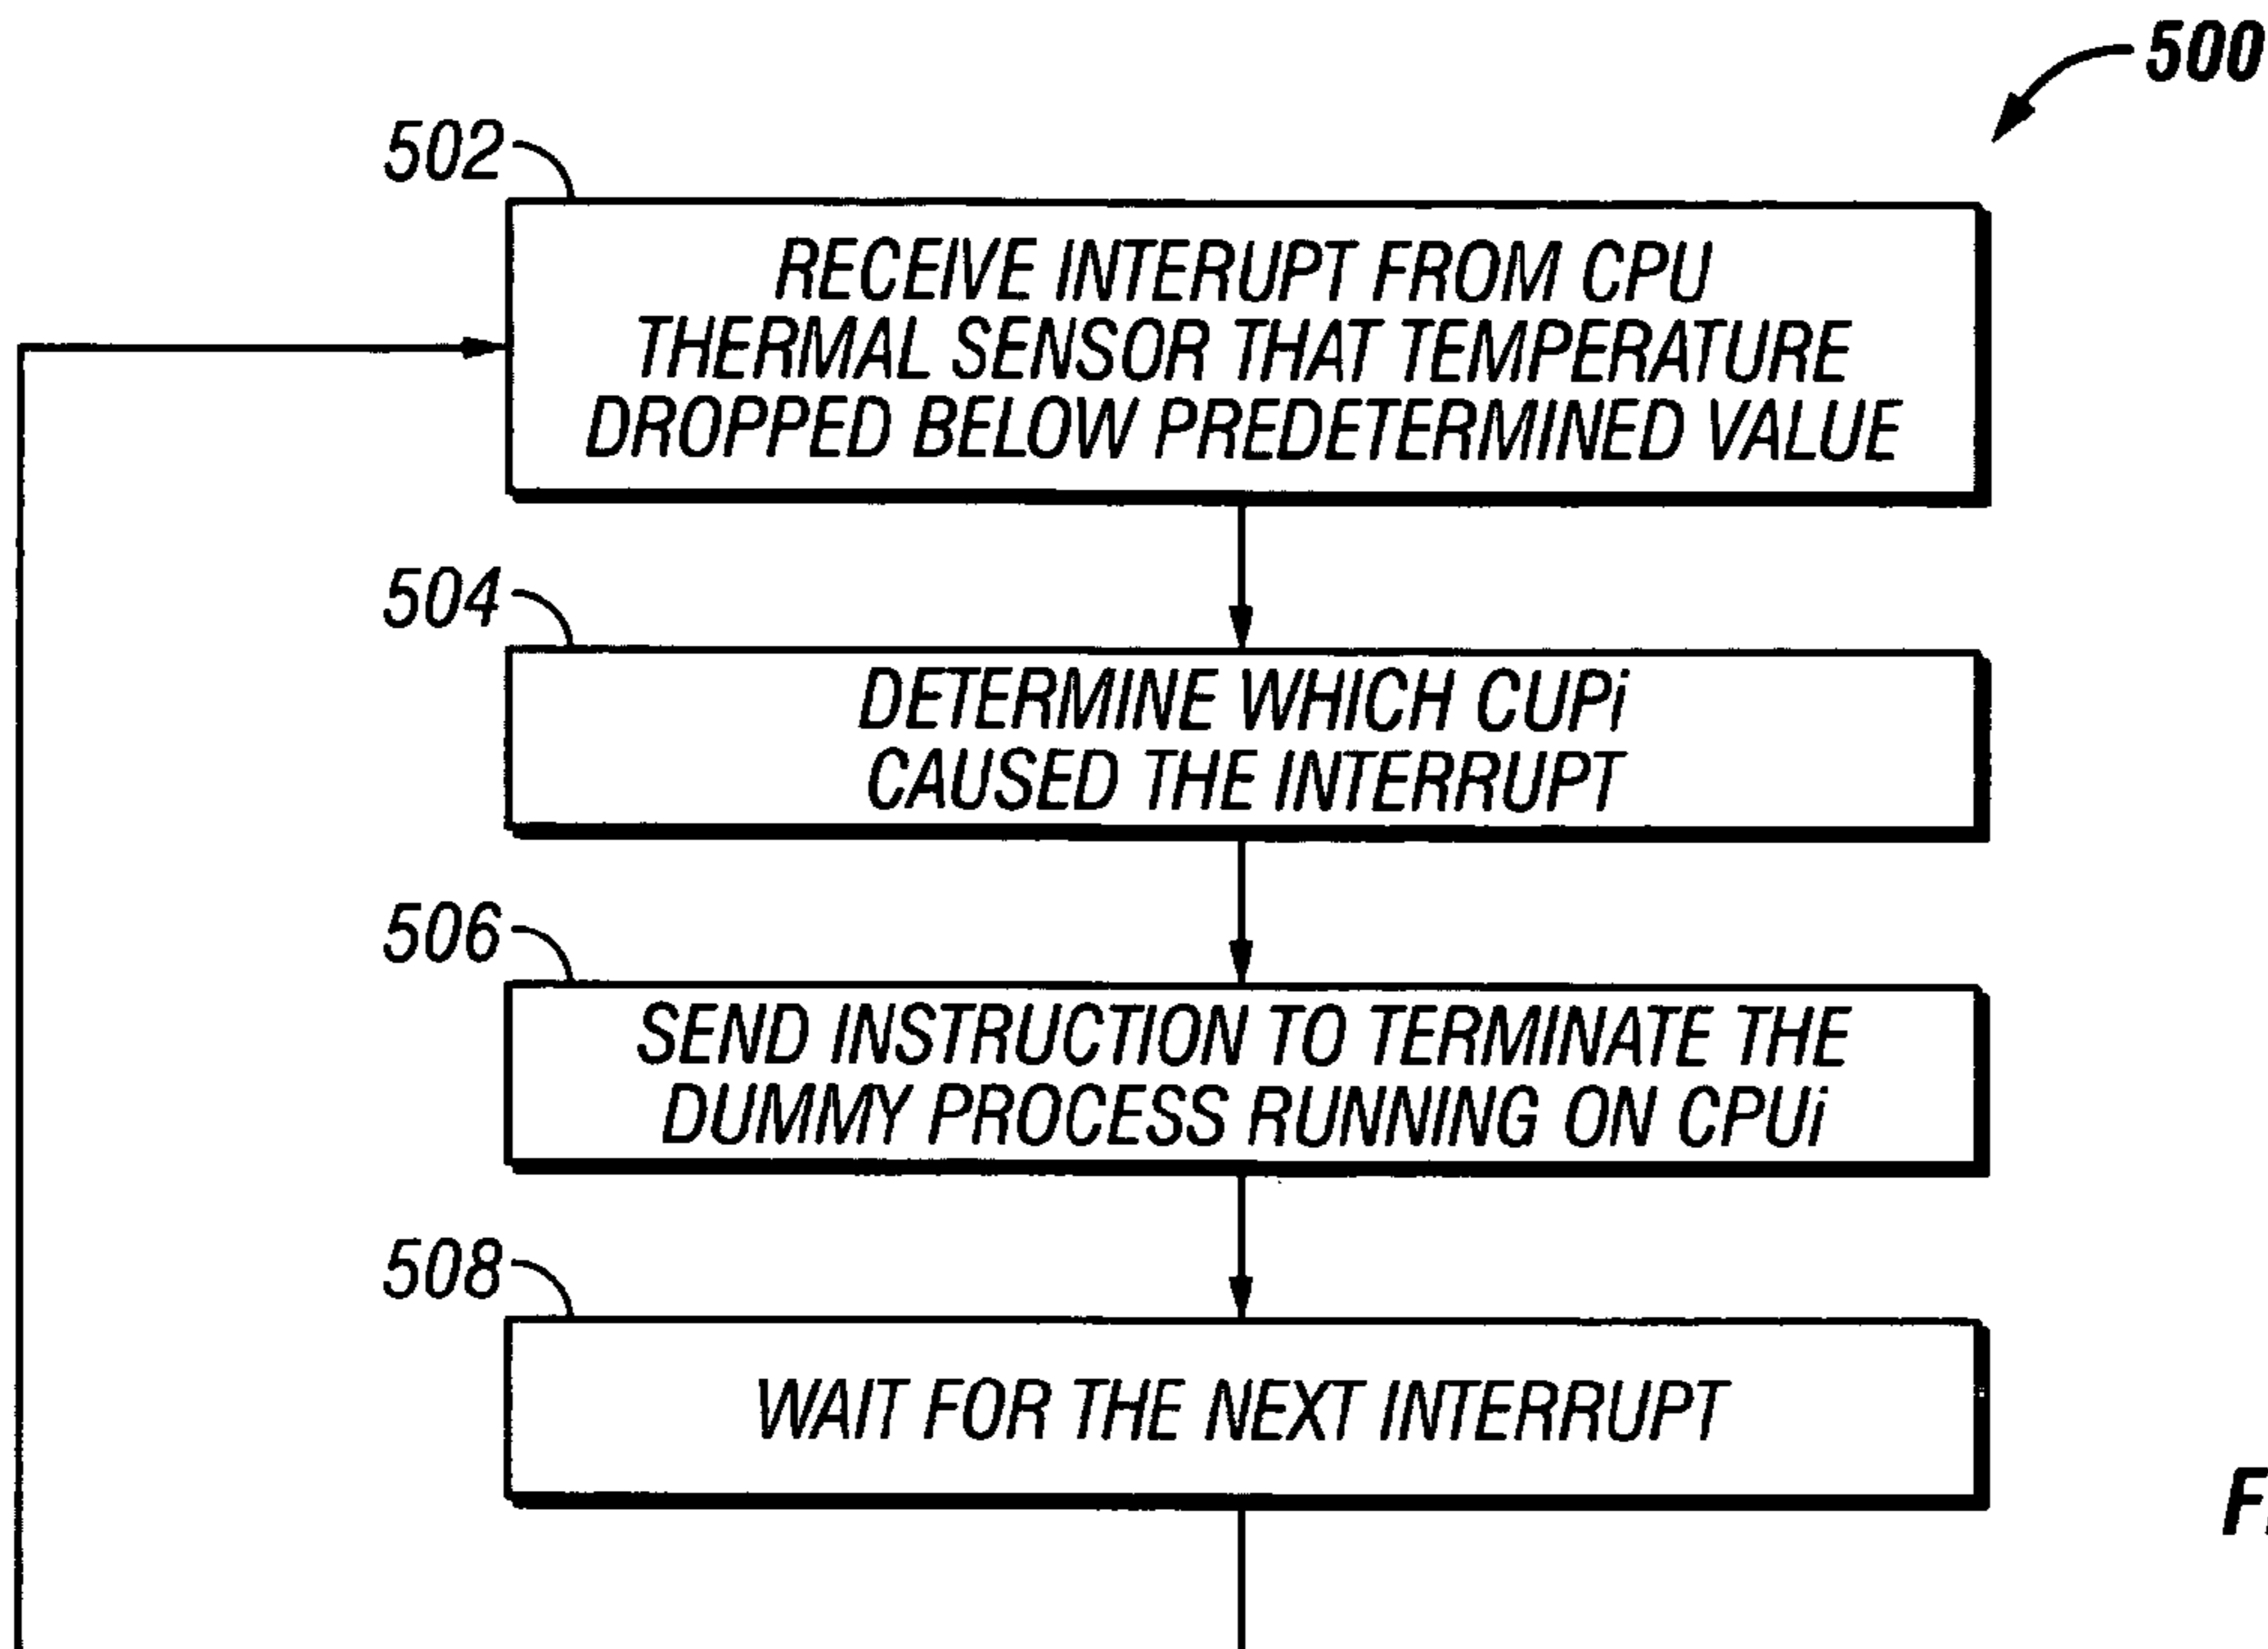 500
502
RECEIVE INTERUPT FROM CPU
THERMAL SENSOR THAT TEMPERATURE
DROPPED BELOW PREDETERMINED VALUE
504
DETERMINE WHICH CUPi
CAUSED THE INTERRUPT
506
SEND INSTRUCTION TO TERMINATE THE
DUMMY PROCESS RUNNING ON CPUi
508
WAIT FOR THE NEXT INTERRUPT